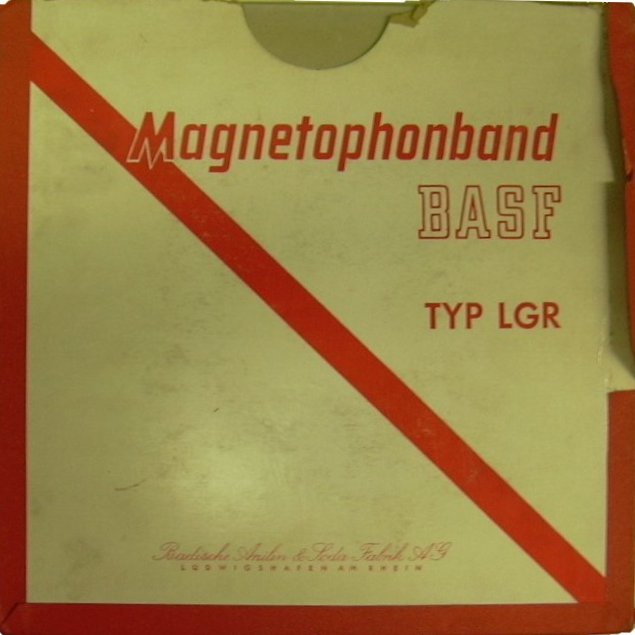 Magnetophonband
BASF
TYP LGR
Badische Anilin & Soda Fabrik AG
LUDWIGSHAFEN AM RHEIN